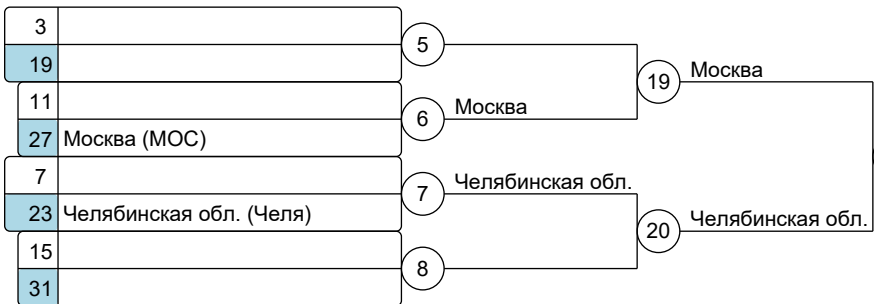 3
19
5
11
27 Москва (МОС)
6 Москва
19 Москва
7
23 Челябинская обл. (Челя)
7 Челябинская обл.
15
31
8
20 Челябинская обл.